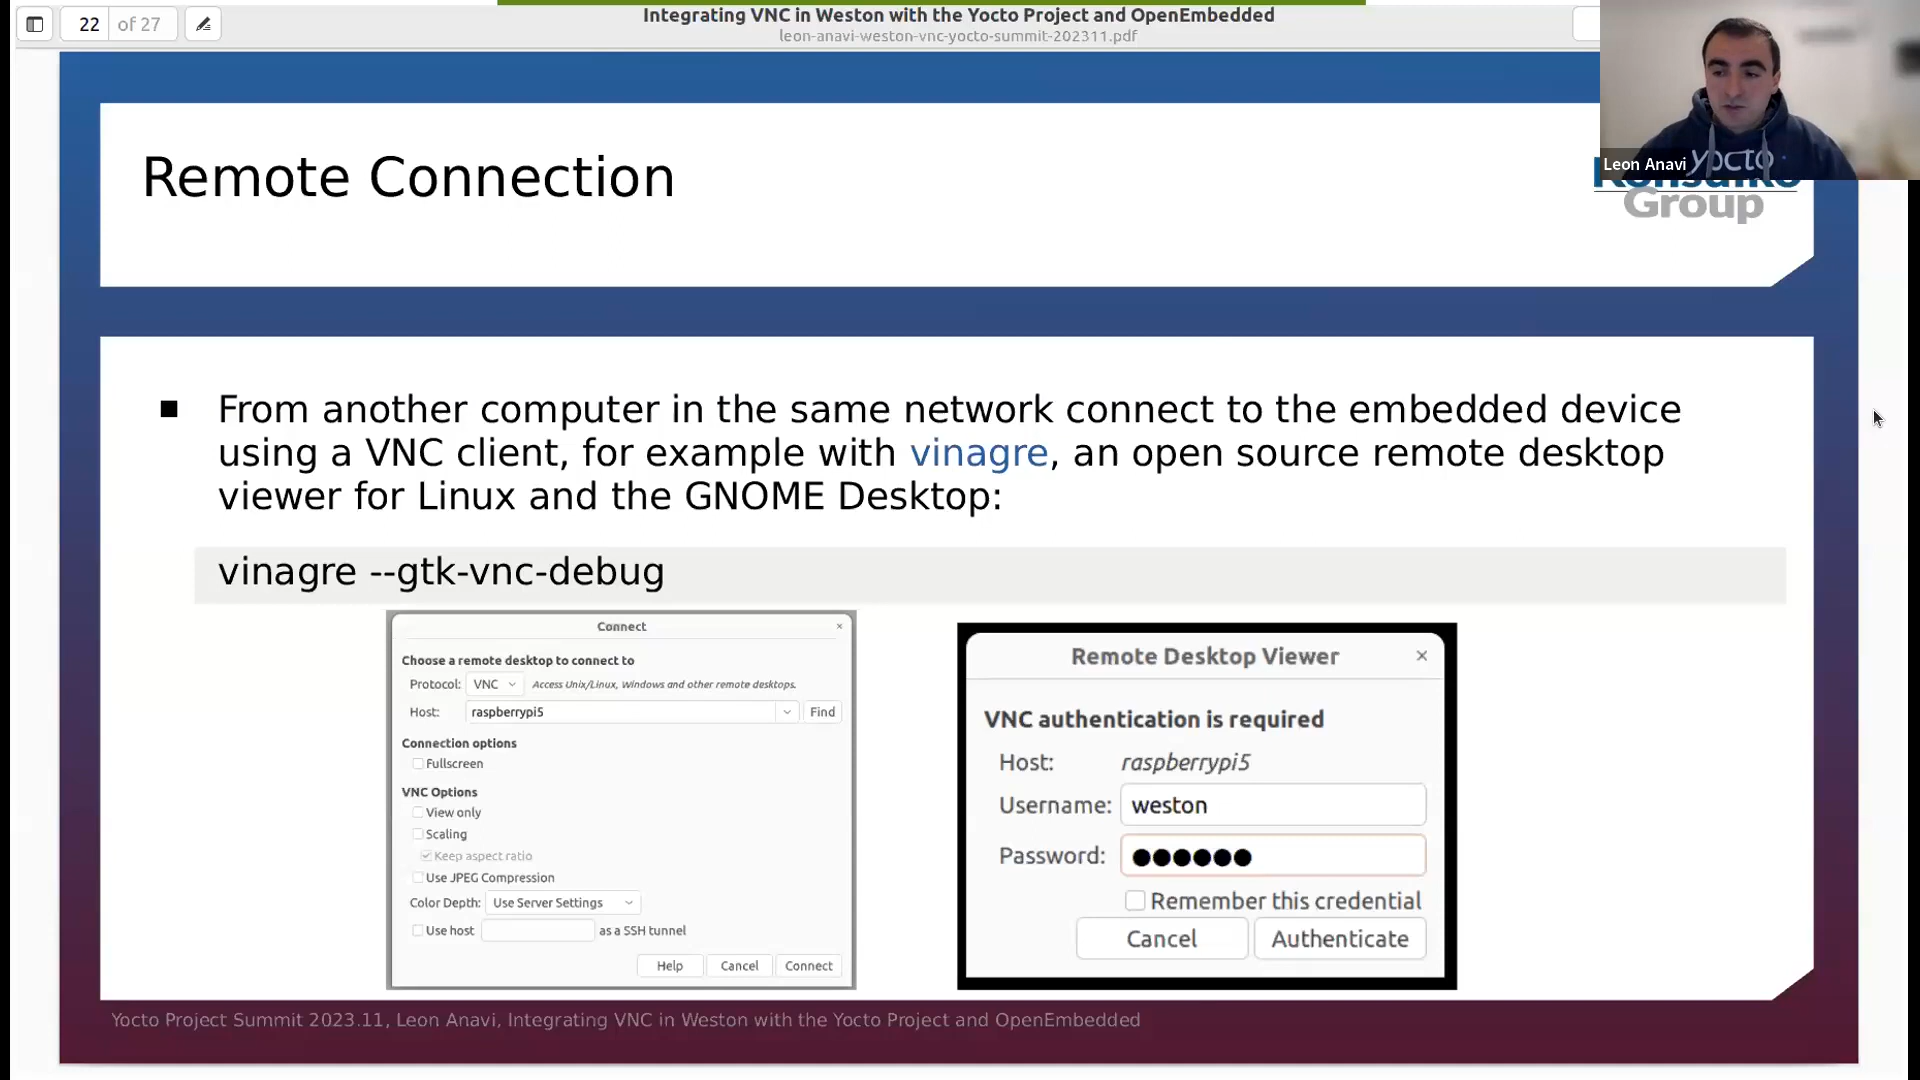 22 of 27
Integrating VNC in Weston with the Yocto Project and OpenEmbedded
leon-anavi-weston-vnc-yocto-summit-202311.pdf
Leon Anavi
yocto
Remote Connection
Group
■ From another computer in the same network connect to the embedded device
using a VNC client, for example with vinagre, an open source remote desktop
viewer for Linux and the GNOME Desktop:
vinagre --gtk-vnc-debug
Connect
Choose a remote desktop to connect to
Protocol: VNC Access Unix/Linux, Windows and other remote desktops.
Host: raspberrypi5 Find
Connection options
Fullscreen
VNC Options
View only
Scaling
Keep aspect ratio
Use JPEG Compression
Color Depth: Use Server Settings
Use host as a SSH tunnel
Help Cancel Connect
Remote Desktop Viewer
VNC authentication is required
Host: raspberrypi5
Username: weston
Password: ●●●●●●
Remember this credential
Cancel Authenticate
Yocto Project Summit 2023.11, Leon Anavi, Integrating VNC in Weston with the Yocto Project and OpenEmbedded